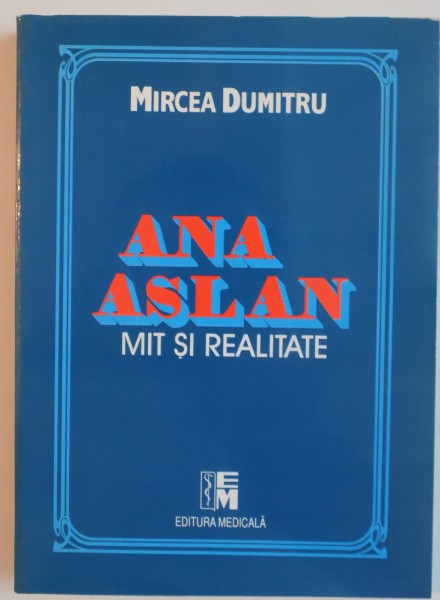 MIRCEA DUMITRU
ANA
ASLAN
MIT ȘI REALITATE
EM
EDITURA MEDICALĂ